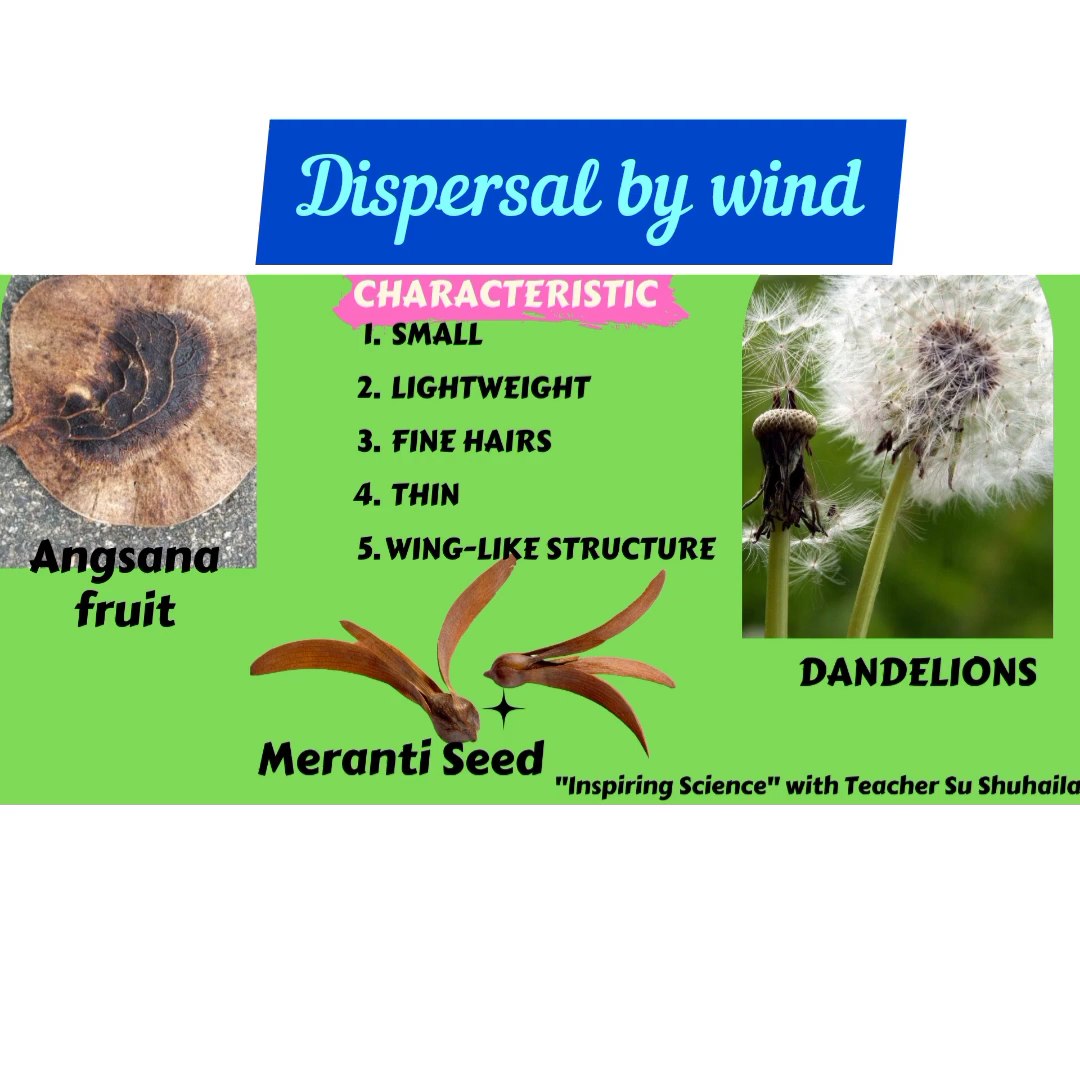 Dispersal by wind
CHARACTERISTIC
1. SMALL
2. LIGHTWEIGHT
3. FINE HAIRS
4. THIN
5. WING-LIKE STRUCTURE
Angsana
fruit
DANDELIONS
Meranti Seed
"Inspiring Science" with Teacher Su Shuhaila